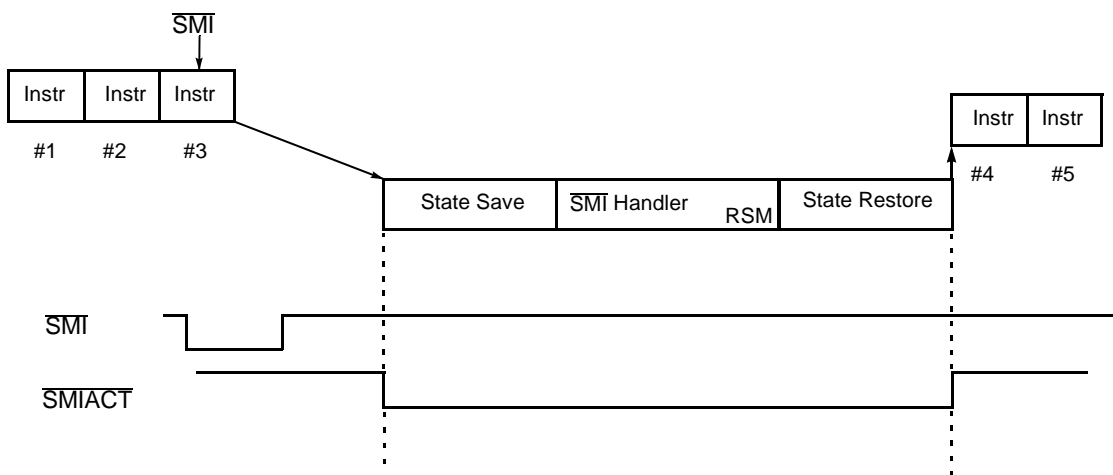 SMI
Instr Instr Instr
#1 #2 #3
Instr Instr
#4 #5
State Save SMI Handler RSM State Restore
SMI
SMIACT